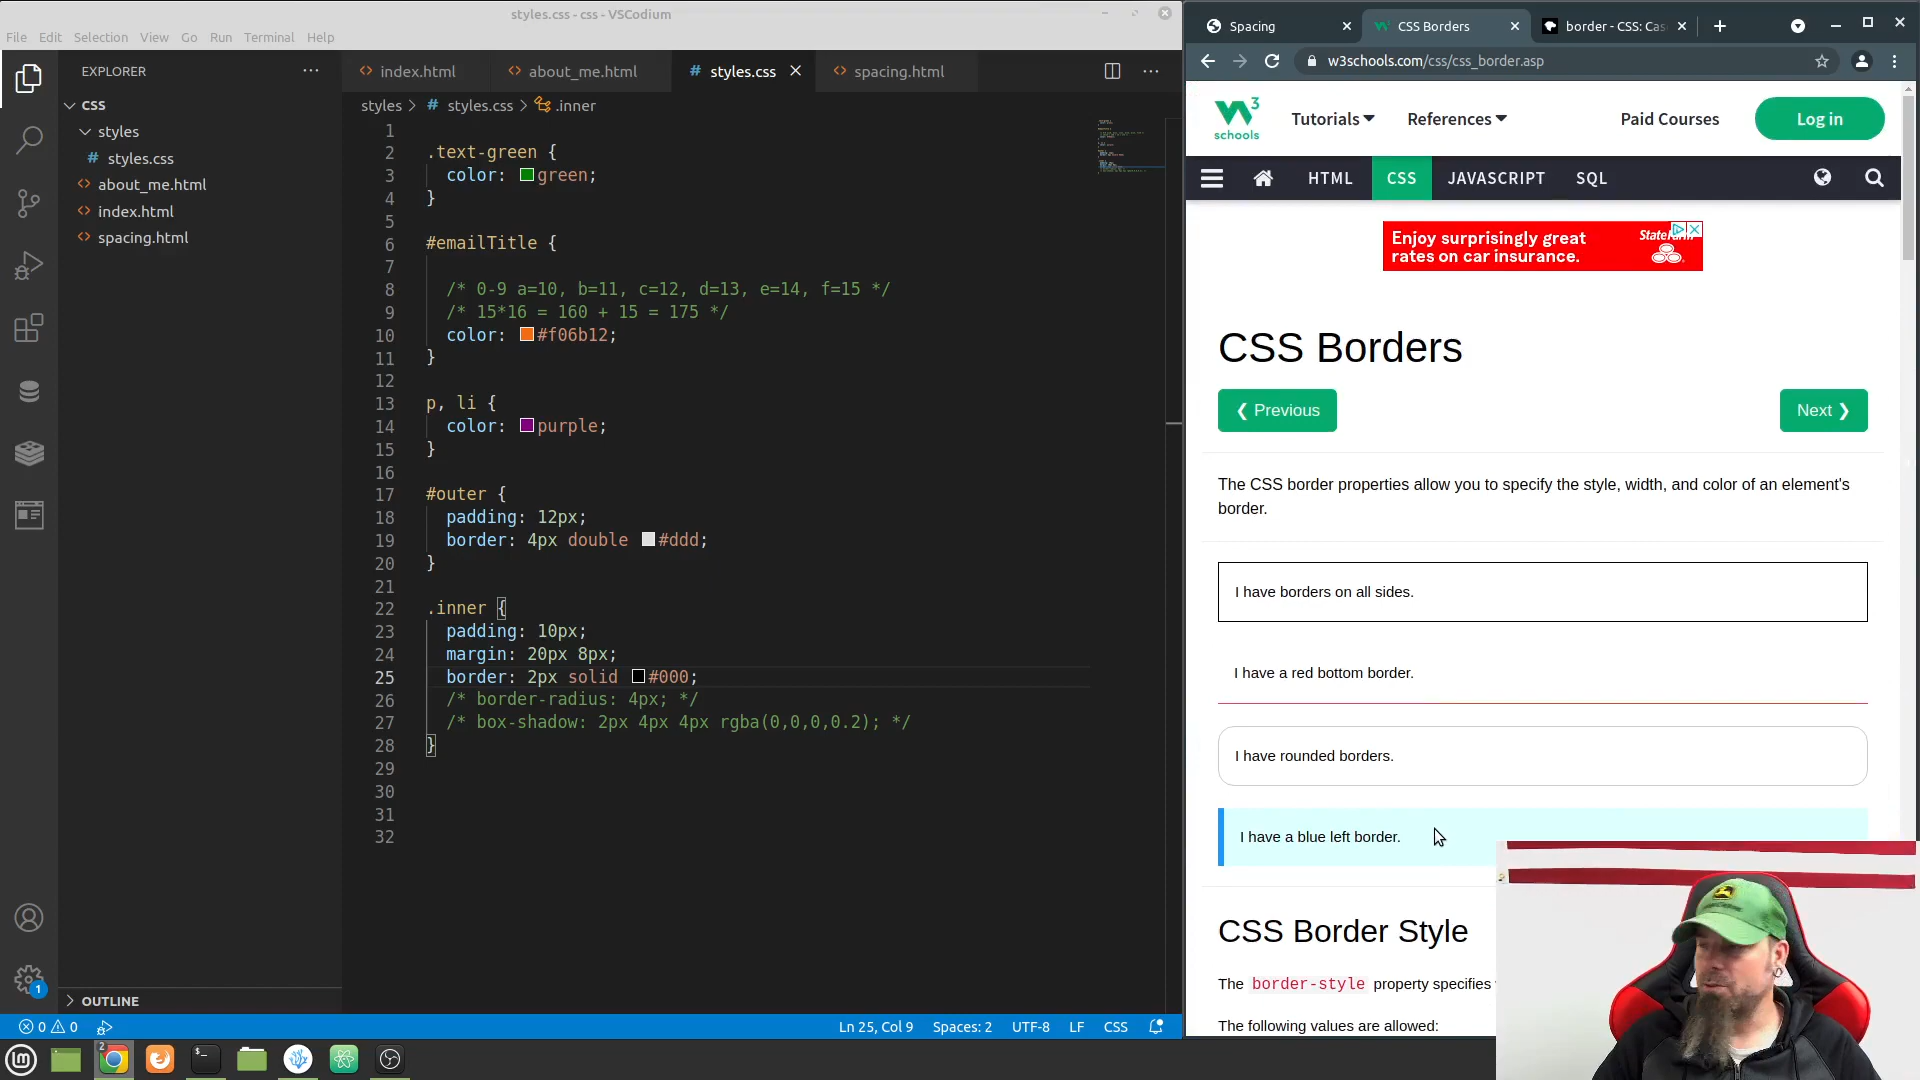 styles.css - css - VSCodium
File Edit Selection View Go Run Terminal Help
EXPLORER
CSS
styles
styles.css
about_me.html
index.html
spacing.html
OUTLINE
index.html about_me.html styles.css spacing.html
styles > styles.css > .inner
1
2 .text-green {
3 color: green;
4 }
5
6 #emailTitle {
7
8 /* 0-9 a=10, b=11, c=12, d=13, e=14, f=15 */
9 /* 15*16 = 160 + 15 = 175 */
10 color: #f06b12;
11 }
12
13 p, li {
14 color: purple;
15 }
16
17 #outer {
18 padding: 12px;
19 border: 4px double #ddd;
20 }
21
22 .inner {
23 padding: 10px;
24 margin: 20px 8px;
25 border: 2px solid #000;
26 /* border-radius: 4px; */
27 /* box-shadow: 2px 4px 4px rgba(0,0,0,0.2); */
28 }
29
30
31
32
1
0 0 Ln 25, Col 9 Spaces: 2 UTF-8 LF CSS
2
Spacing CSS Borders border - CSS: Cas
w3schools.com/css/css_border.asp
W3 schools Tutorials References Paid Courses Log in
HTML CSS JAVASCRIPT SQL
Enjoy surprisingly great
rates on car insurance.
StateFarm
CSS Borders
❮ Previous Next ❯
The CSS border properties allow you to specify the style, width, and color of an element's
border.
I have borders on all sides.
I have a red bottom border.
I have rounded borders.
I have a blue left border.
CSS Border Style
The border-style property specifies
The following values are allowed: